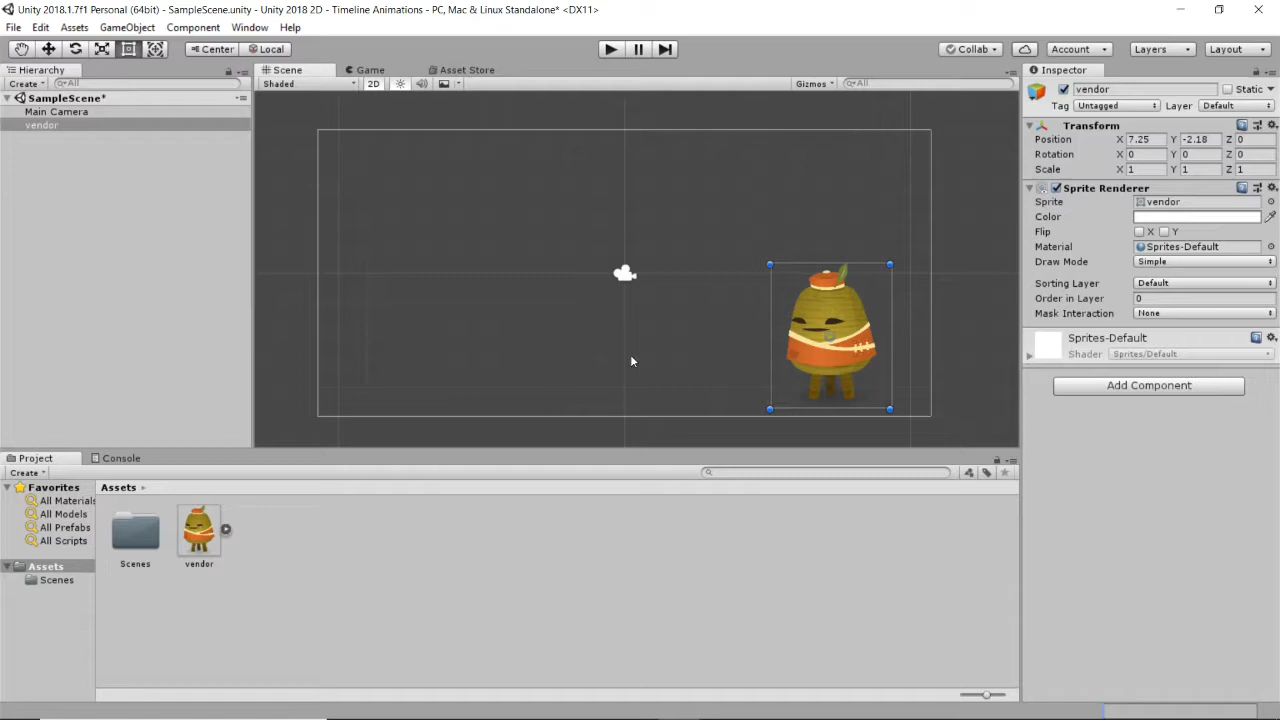 Unity 2018.1.7f1 Personal (64bit) - SampleScene.unity - Unity 2018 2D - Timeline Animations - PC, Mac & Linux Standalone* <DX11>
File Edit Assets GameObject Component Window Help
Center Local Collab Account Layers Layout
Hierarchy
Create All
SampleScene*
Main Camera
vendor
Scene Game Asset Store
Shaded 2D Gizmos All
Inspector
vendor Static
Tag Untagged Layer Default
Transform
Position X 7.25 Y -2.18 Z 0
Rotation X 0 Y 0 Z 0
Scale X 1 Y 1 Z 1
Sprite Renderer
Sprite vendor
Color
Flip X Y
Material Sprites-Default
Draw Mode Simple
Sorting Layer Default
Order in Layer 0
Mask Interaction None
Sprites-Default
Shader Sprites/Default
Add Component
Project Console
Create
Favorites
All Materials
All Models
All Prefabs
All Scripts
Assets
Scenes
Assets
Scenes vendor